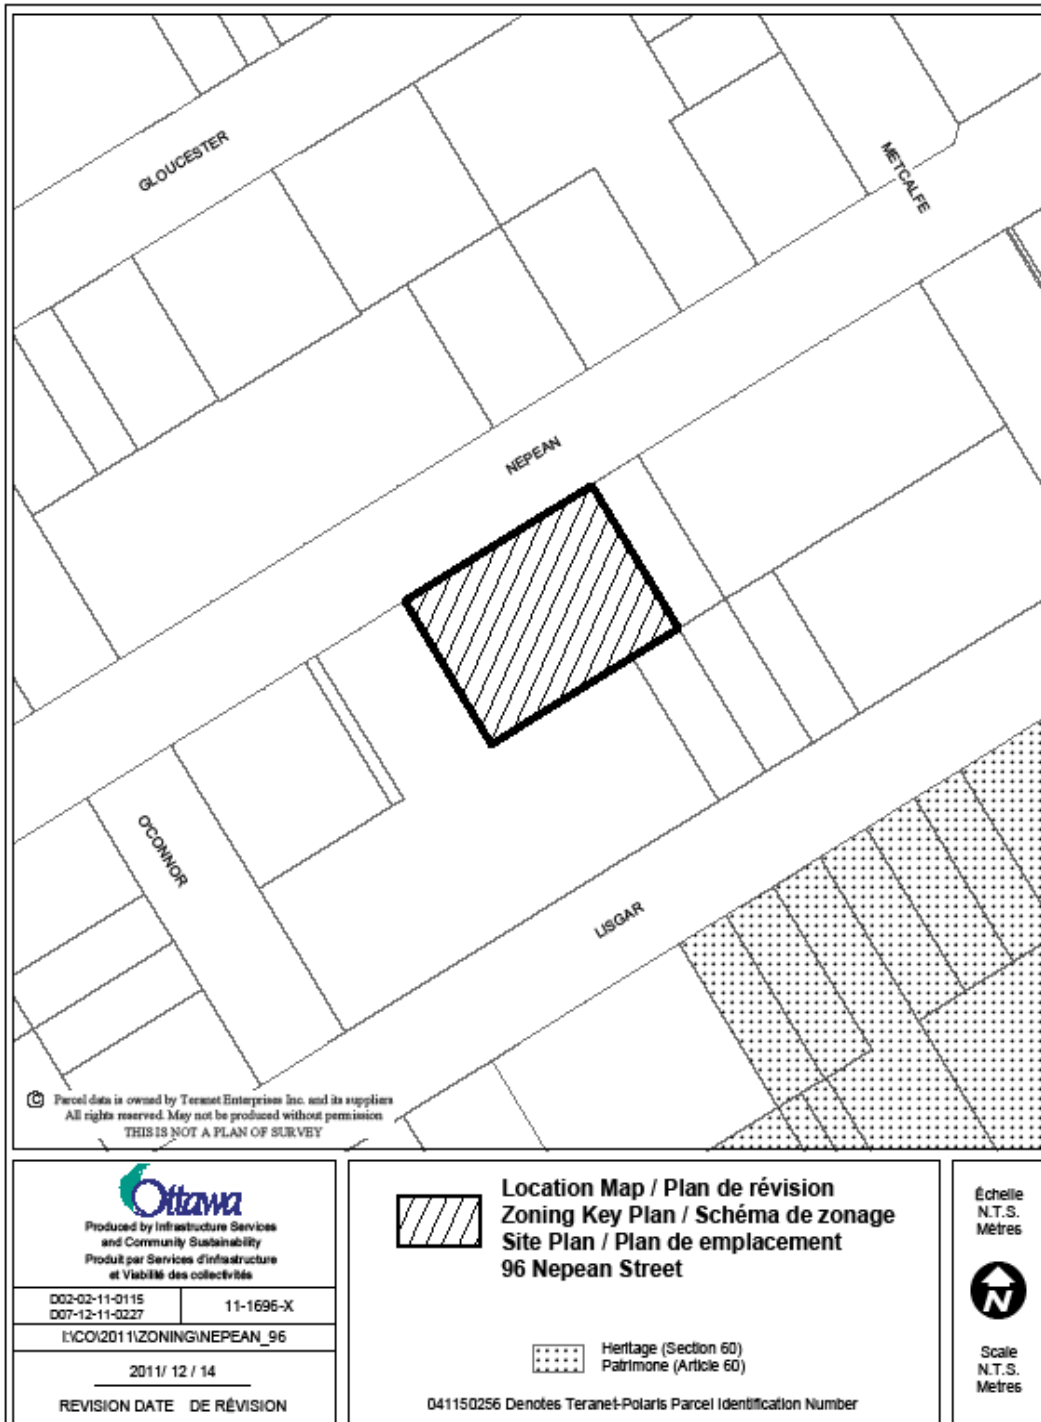 GLOUCESTER
METCALFE
NEPEAN
O'CONNOR
LISGAR
© Parcel data is owned by Teranet Enterprises Inc. and its suppliers
All rights reserved. May not be produced without permission
THIS IS NOT A PLAN OF SURVEY
Ottawa
Produced by Infrastructure Services
and Community Sustainability
Produit par Services d'infrastructure
et Viabilité des collectivités
D02-02-11-0115
D07-12-11-0227
11-1696-X
I:\CO\2011\ZONING\NEPEAN_96
2011/ 12 / 14
REVISION DATE DE RÉVISION
Location Map / Plan de révision
Zoning Key Plan / Schéma de zonage
Site Plan / Plan de emplacement
96 Nepean Street
Heritage (Section 60)
Patrimone (Article 60)
041150256 Denotes Teranet-Polaris Parcel Identification Number
Échelle
N.T.S.
Mètres
N
Scale
N.T.S.
Metres